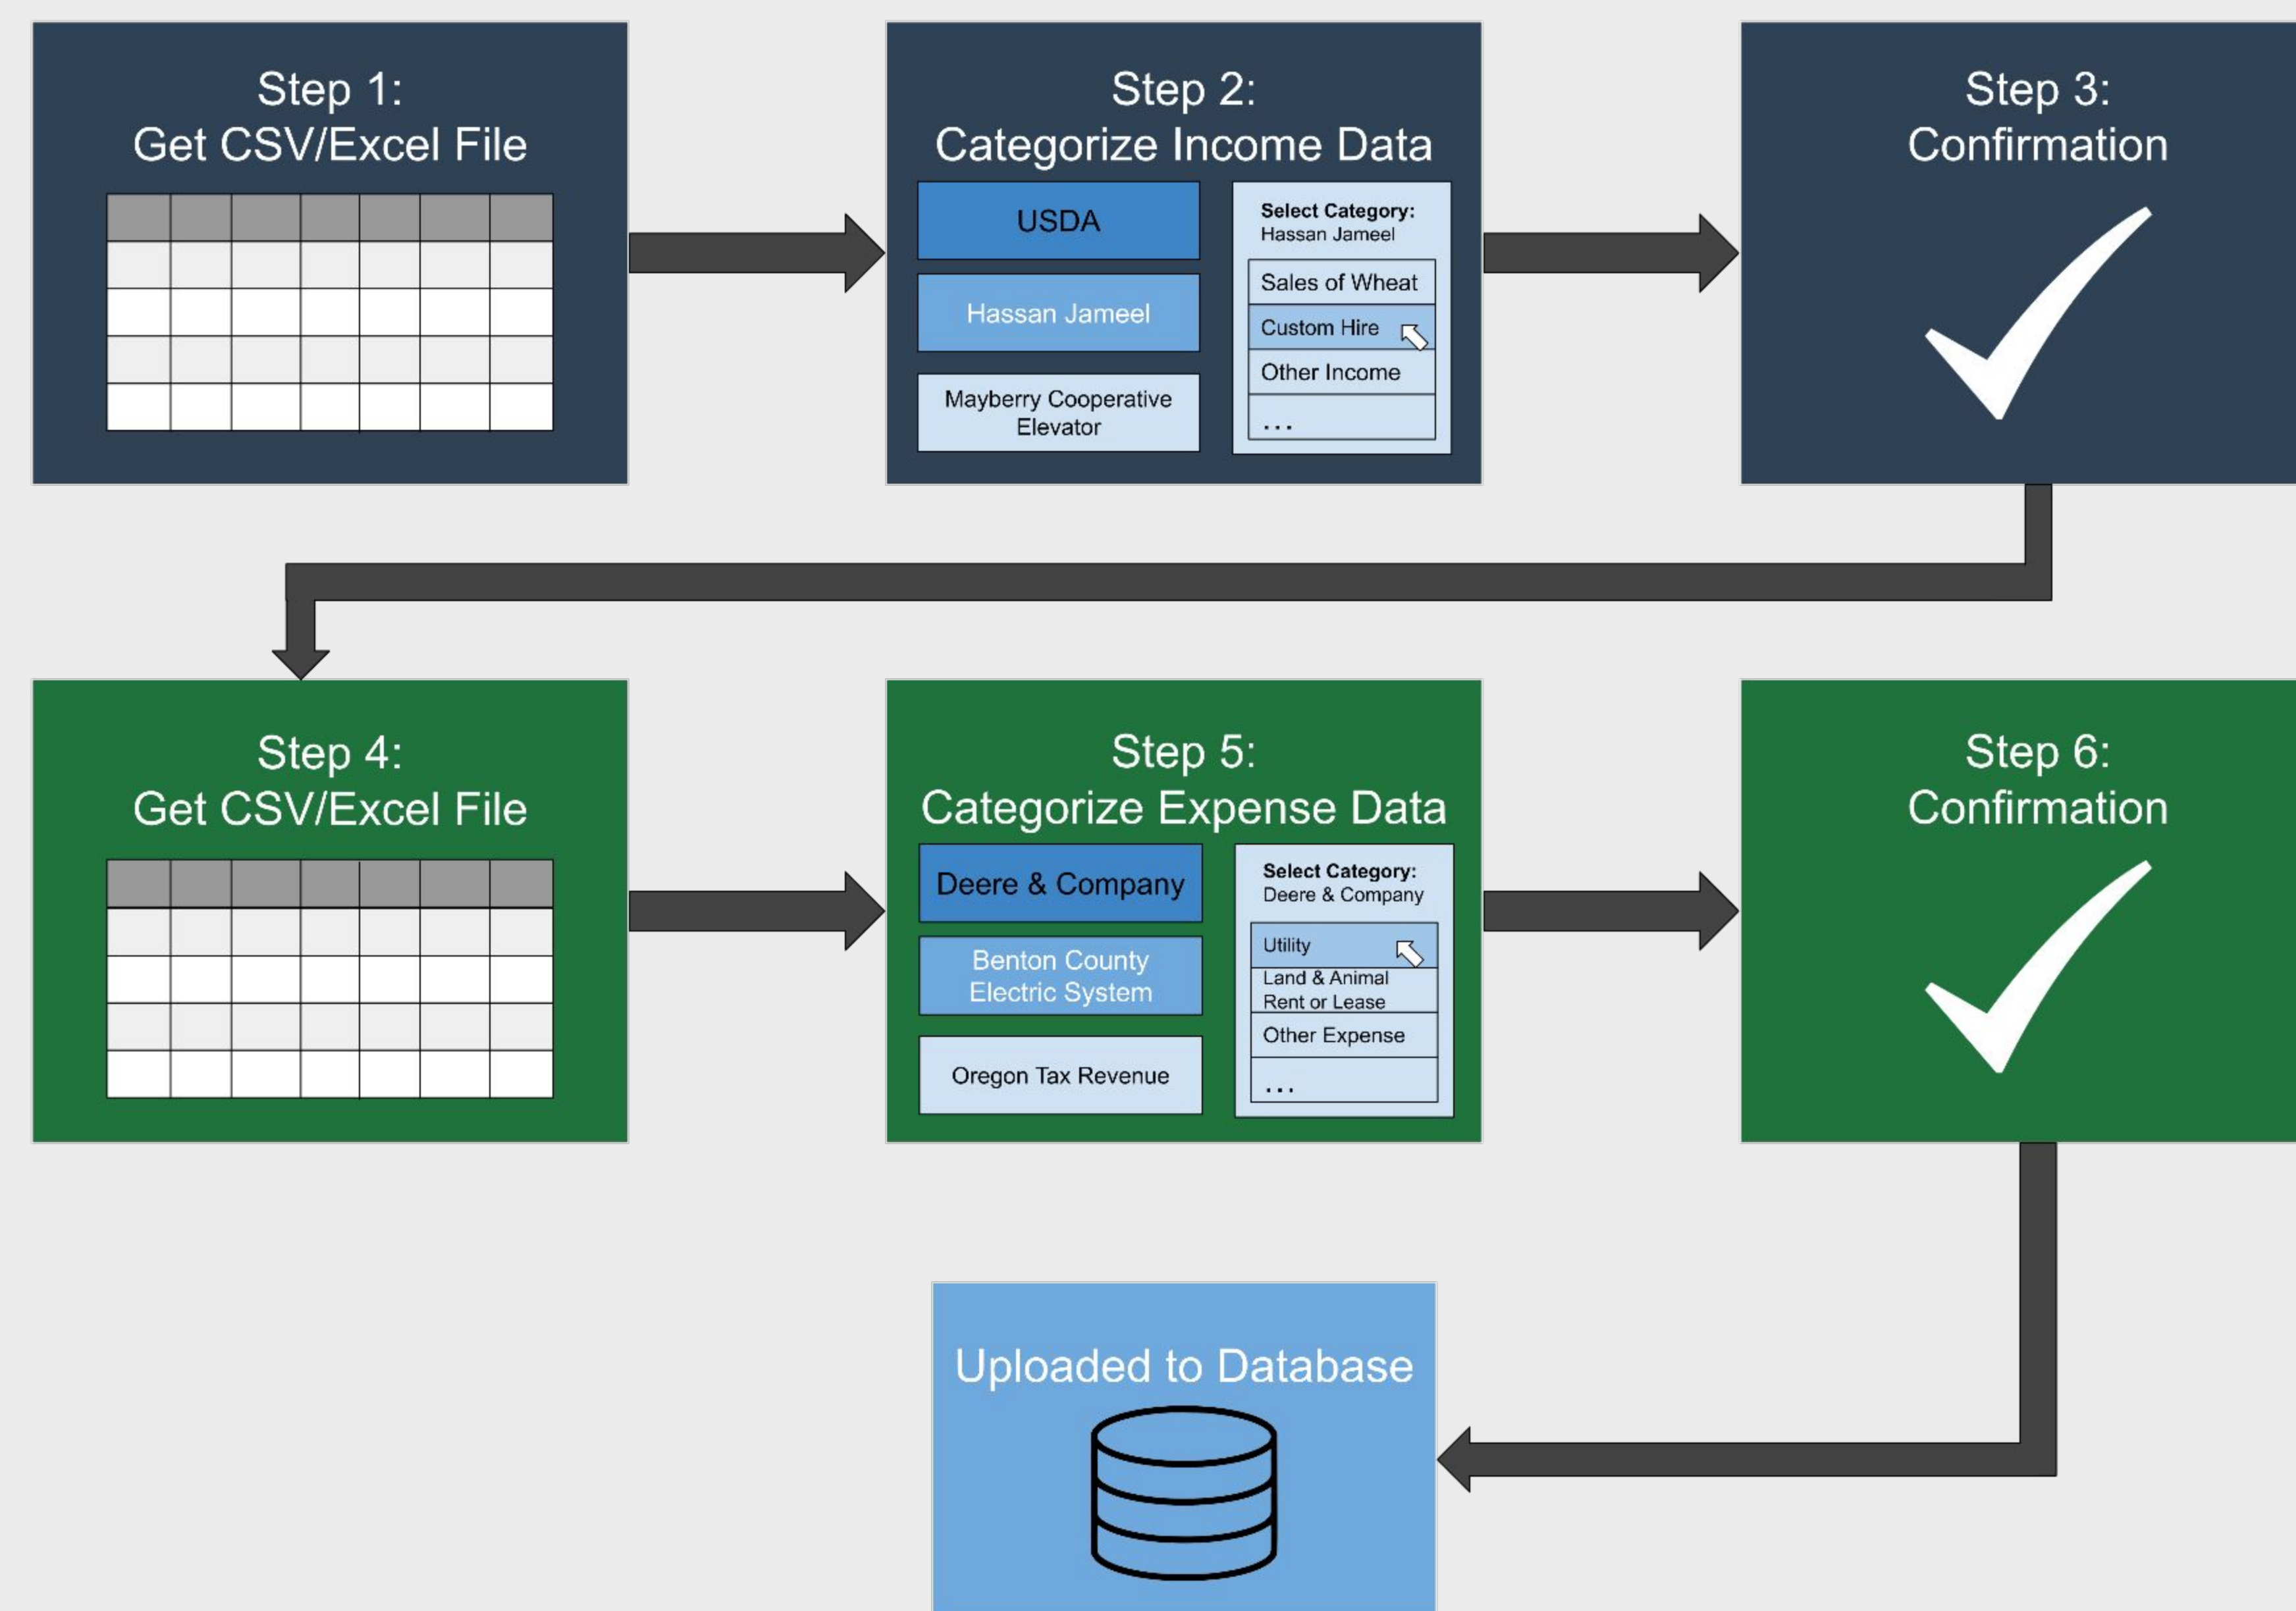 Step 1:
Get CSV/Excel File
Step 2:
Categorize Income Data
USDA
Hassan Jameel
Mayberry Cooperative
Elevator
Select Category:
Hassan Jameel
Sales of Wheat
Custom Hire
Other Income
...
Step 3:
Confirmation
Step 4:
Get CSV/Excel File
Step 5:
Categorize Expense Data
Deere & Company
Benton County
Electric System
Oregon Tax Revenue
Select Category:
Deere & Company
Utility
Land & Animal
Rent or Lease
Other Expense
...
Step 6:
Confirmation
Uploaded to Database